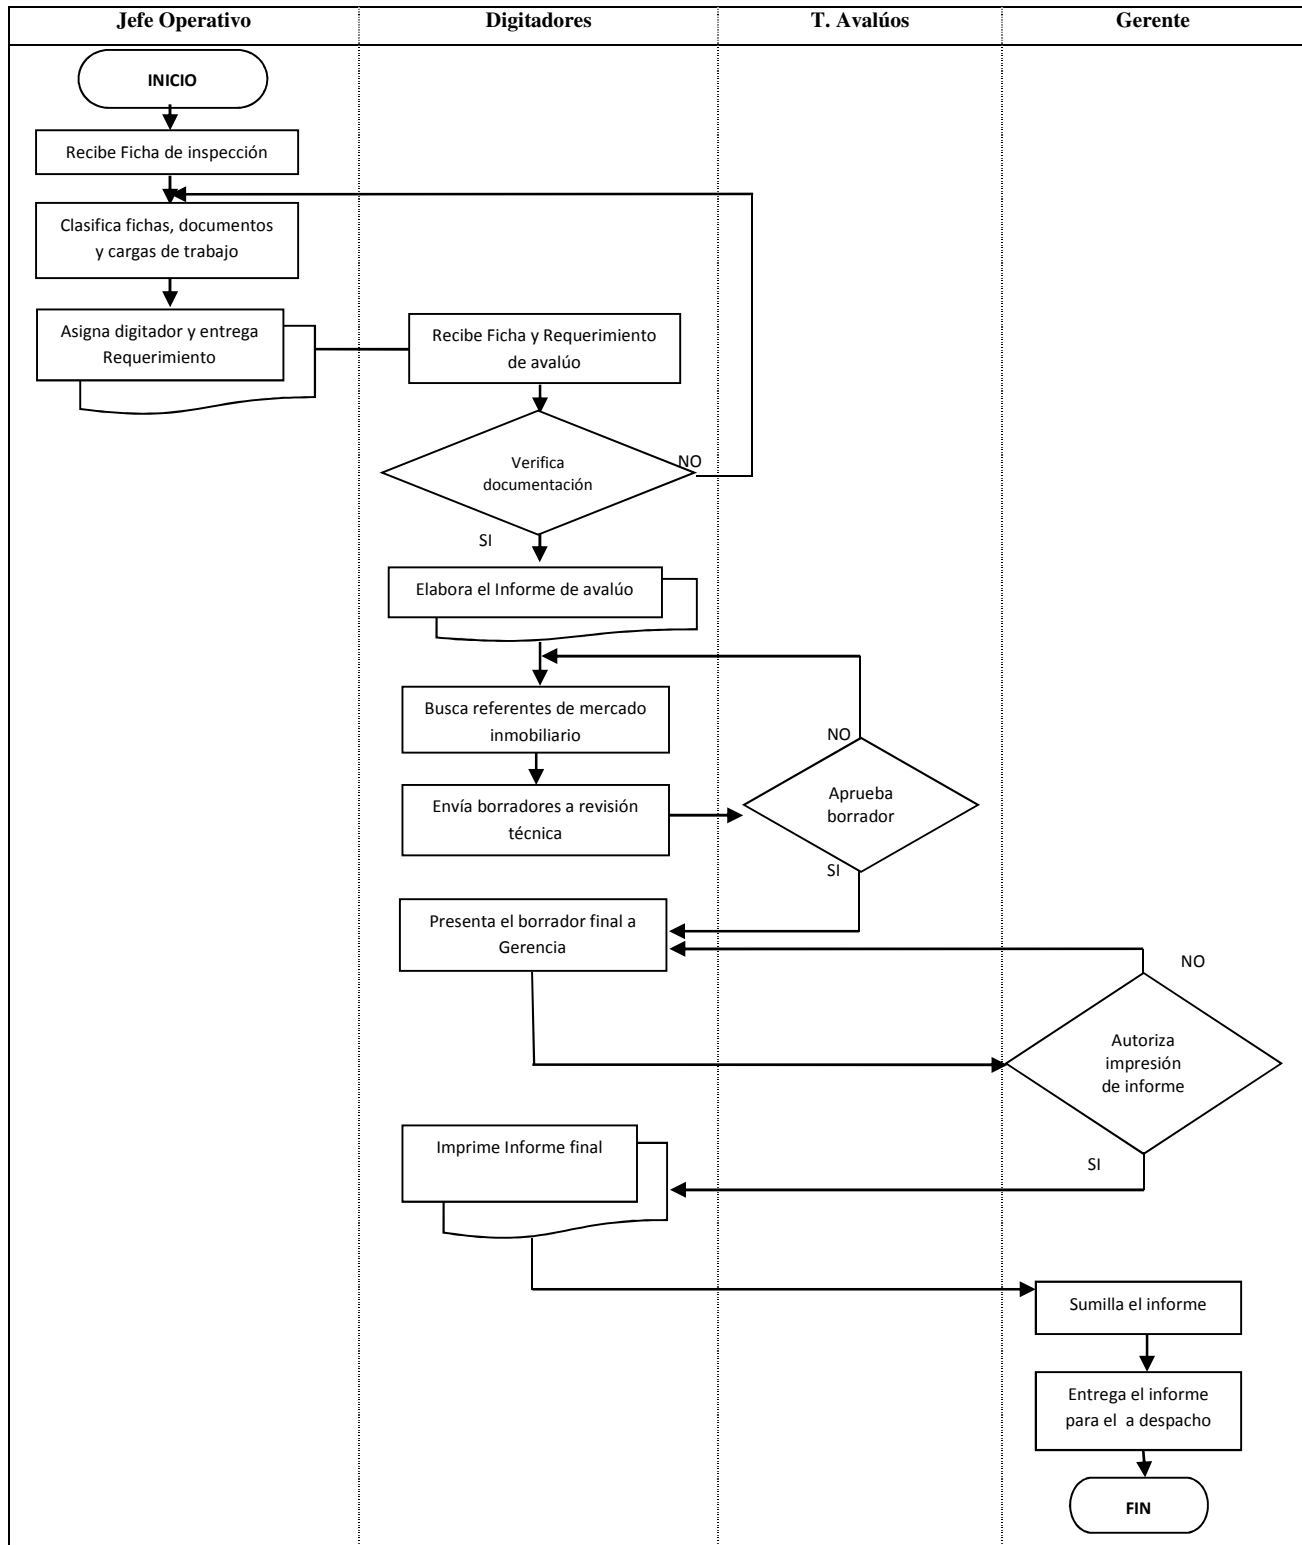 Jefe Operativo
Digitadores
T. Avalúos
Gerente
INICIO
Recibe Ficha de inspección
Clasifica fichas, documentos
y cargas de trabajo
Asigna digitador y entrega
Requerimiento
Recibe Ficha y Requerimiento
de avalúo
Verifica
documentación
NO
SI
Elabora el Informe de avalúo
Busca referentes de mercado
inmobiliario
Envía borradores a revisión
técnica
NO
Aprueba
borrador
SI
Presenta el borrador final a
Gerencia
NO
Autoriza
impresión
de informe
SI
Imprime Informe final
Sumilla el informe
Entrega el informe
para el  a despacho
FIN